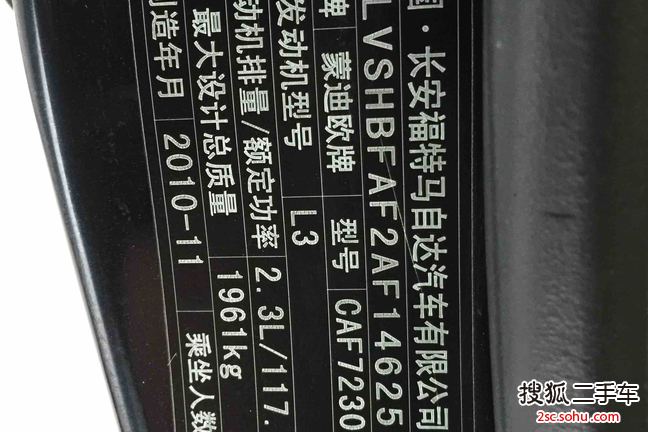 国·长安福特马自达汽车有限公司
LVSHBFAF2AF14625
牌 蒙迪欧牌 型号 CAF7230
发动机型号 L3
动机排量/额定功率 2.3L/117.
最大设计总质量 1961kg
造年月 2010-11 乘坐人数
搜狐二手车
2sc.sohu.com